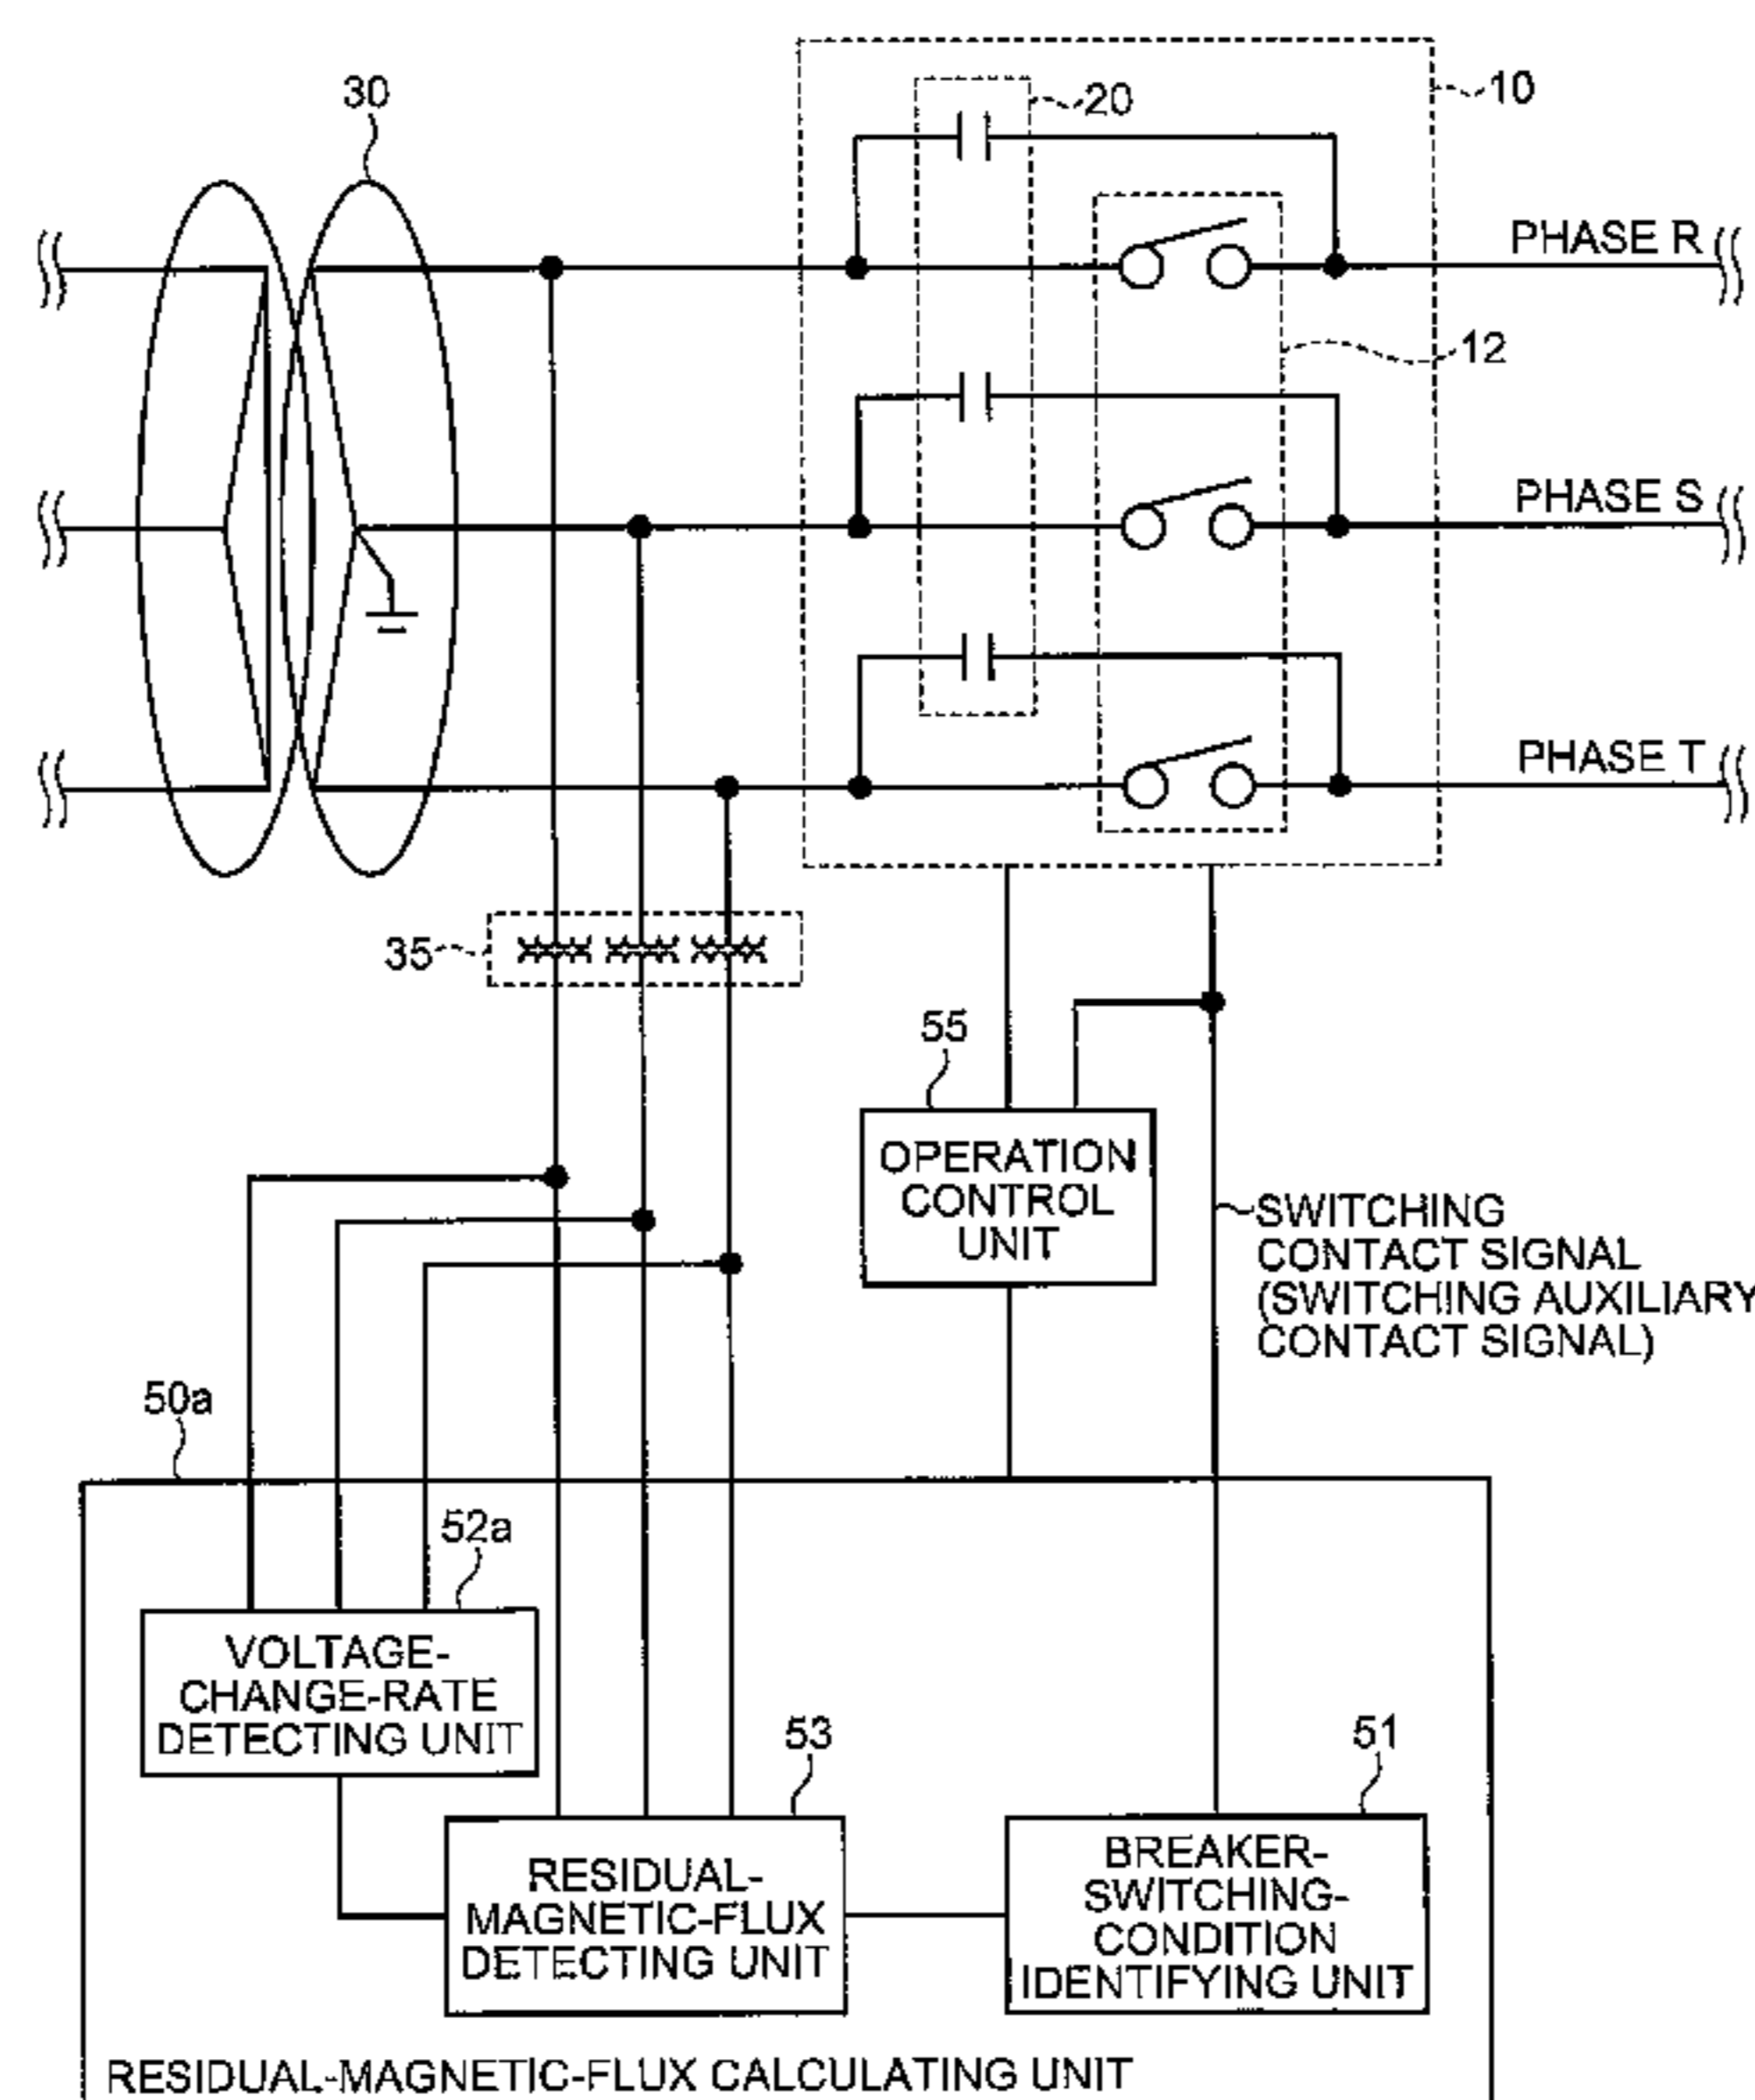 30
20
10
PHASE R
12
PHASE S
PHASE T
35
55
OPERATION
CONTROL
UNIT
SWITCHING
CONTACT SIGNAL
(SWITCHING AUXILIARY
CONTACT SIGNAL)
50a
52a
VOLTAGE-
CHANGE-RATE
DETECTING UNIT
53
51
RESIDUAL-
MAGNETIC-FLUX
DETECTING UNIT
BREAKER-
SWITCHING-
CONDITION
IDENTIFYING UNIT
RESIDUAL-MAGNETIC-FLUX CALCULATING UNIT